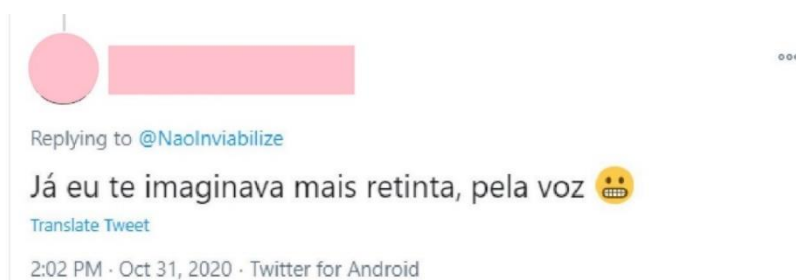 Replying to @NaoInviabilize
Já eu te imaginava mais retinta, pela voz 😬
Translate Tweet
2:02 PM · Oct 31, 2020 · Twitter for Android